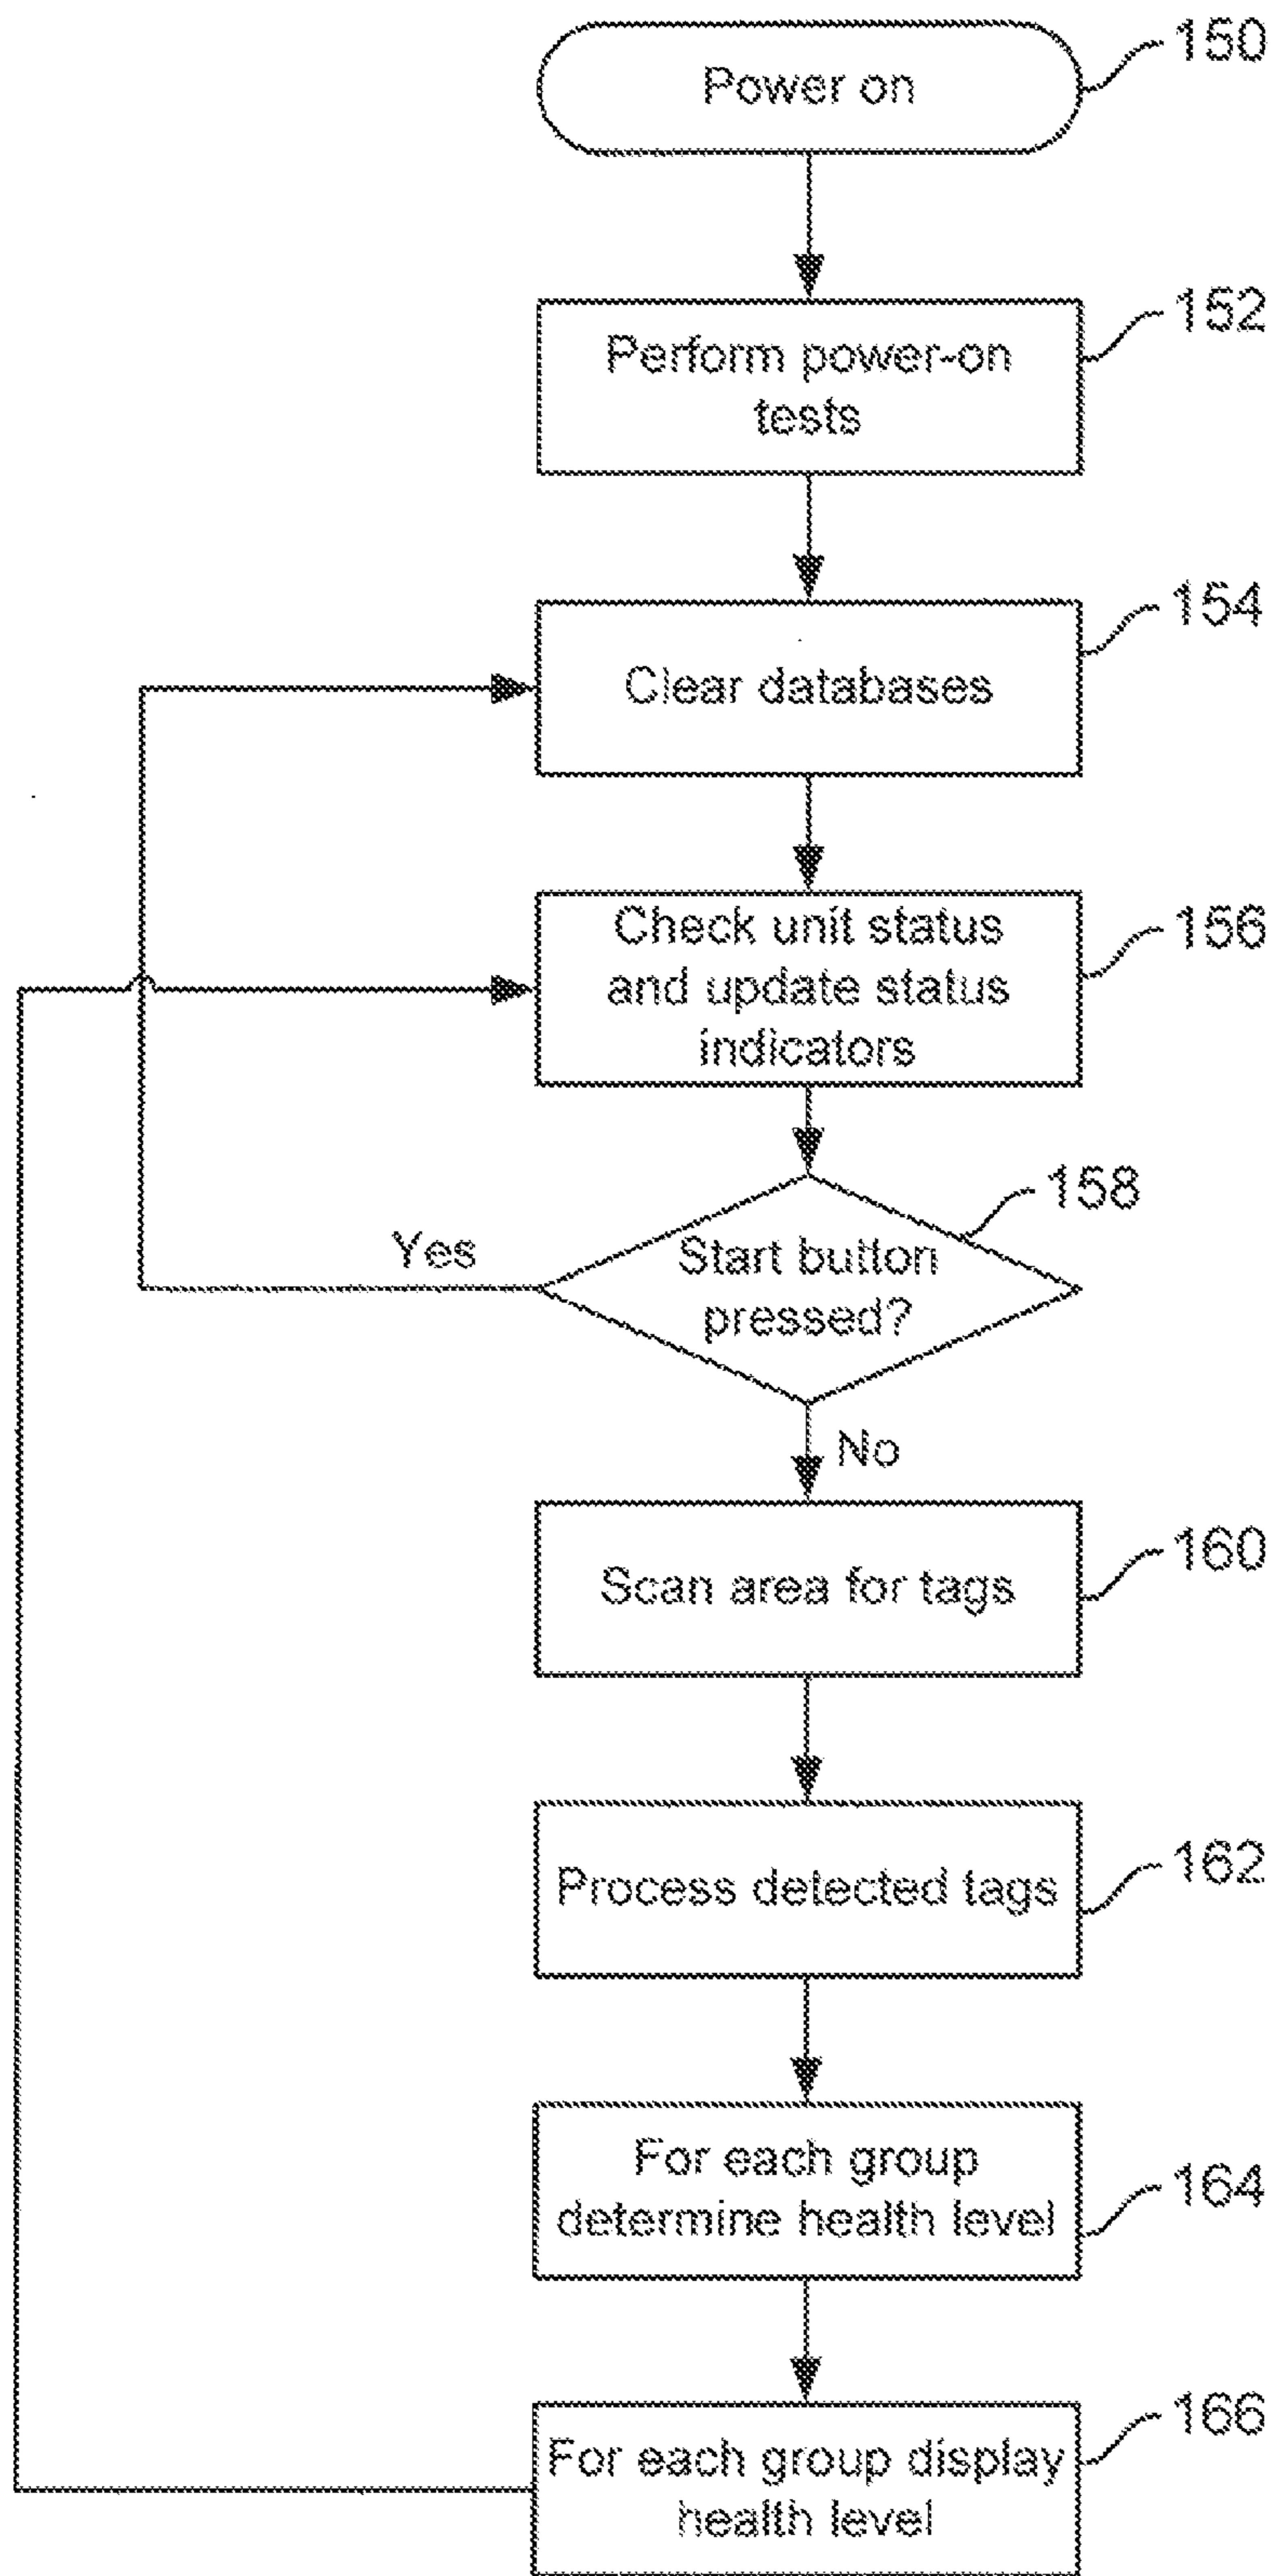 Power on
150
Perform power-on
tests
152
Clear databases
154
Check unit status
and update status
indicators
156
Start button
pressed?
158
Yes
No
Scan area for tags
160
Process detected tags
162
For each group
determine health level
164
For each group display
health level
166